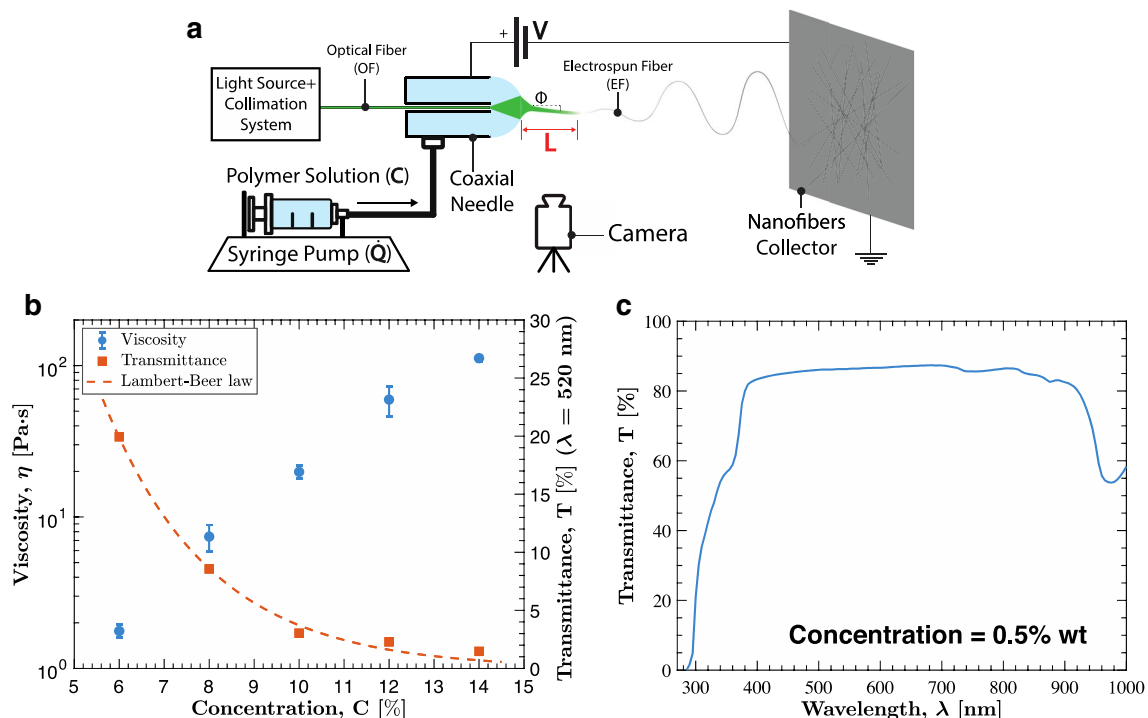 a
Light Source+
Collimation
System
Optical Fiber
(OF)
+
V
Electrospun Fiber
(EF)
Φ
L
Polymer Solution (C)
Coaxial
Needle
Syringe Pump (Q̇)
Camera
Nanofibers
Collector
b
Viscosity
Transmittance
Lambert-Beer law
Viscosity, η [Pa·s]
10² 
10¹
10⁰
5 6 7 8 9 10 11 12 13 14 15
Concentration, C [%]
30
25
20
15
10
5
0
Transmittance, T [%] (λ = 520 nm)
c
Transmittance, T [%]
100
80
60
40
20
0
300 400 500 600 700 800 900 1000
Wavelength, λ [nm]
Concentration = 0.5% wt